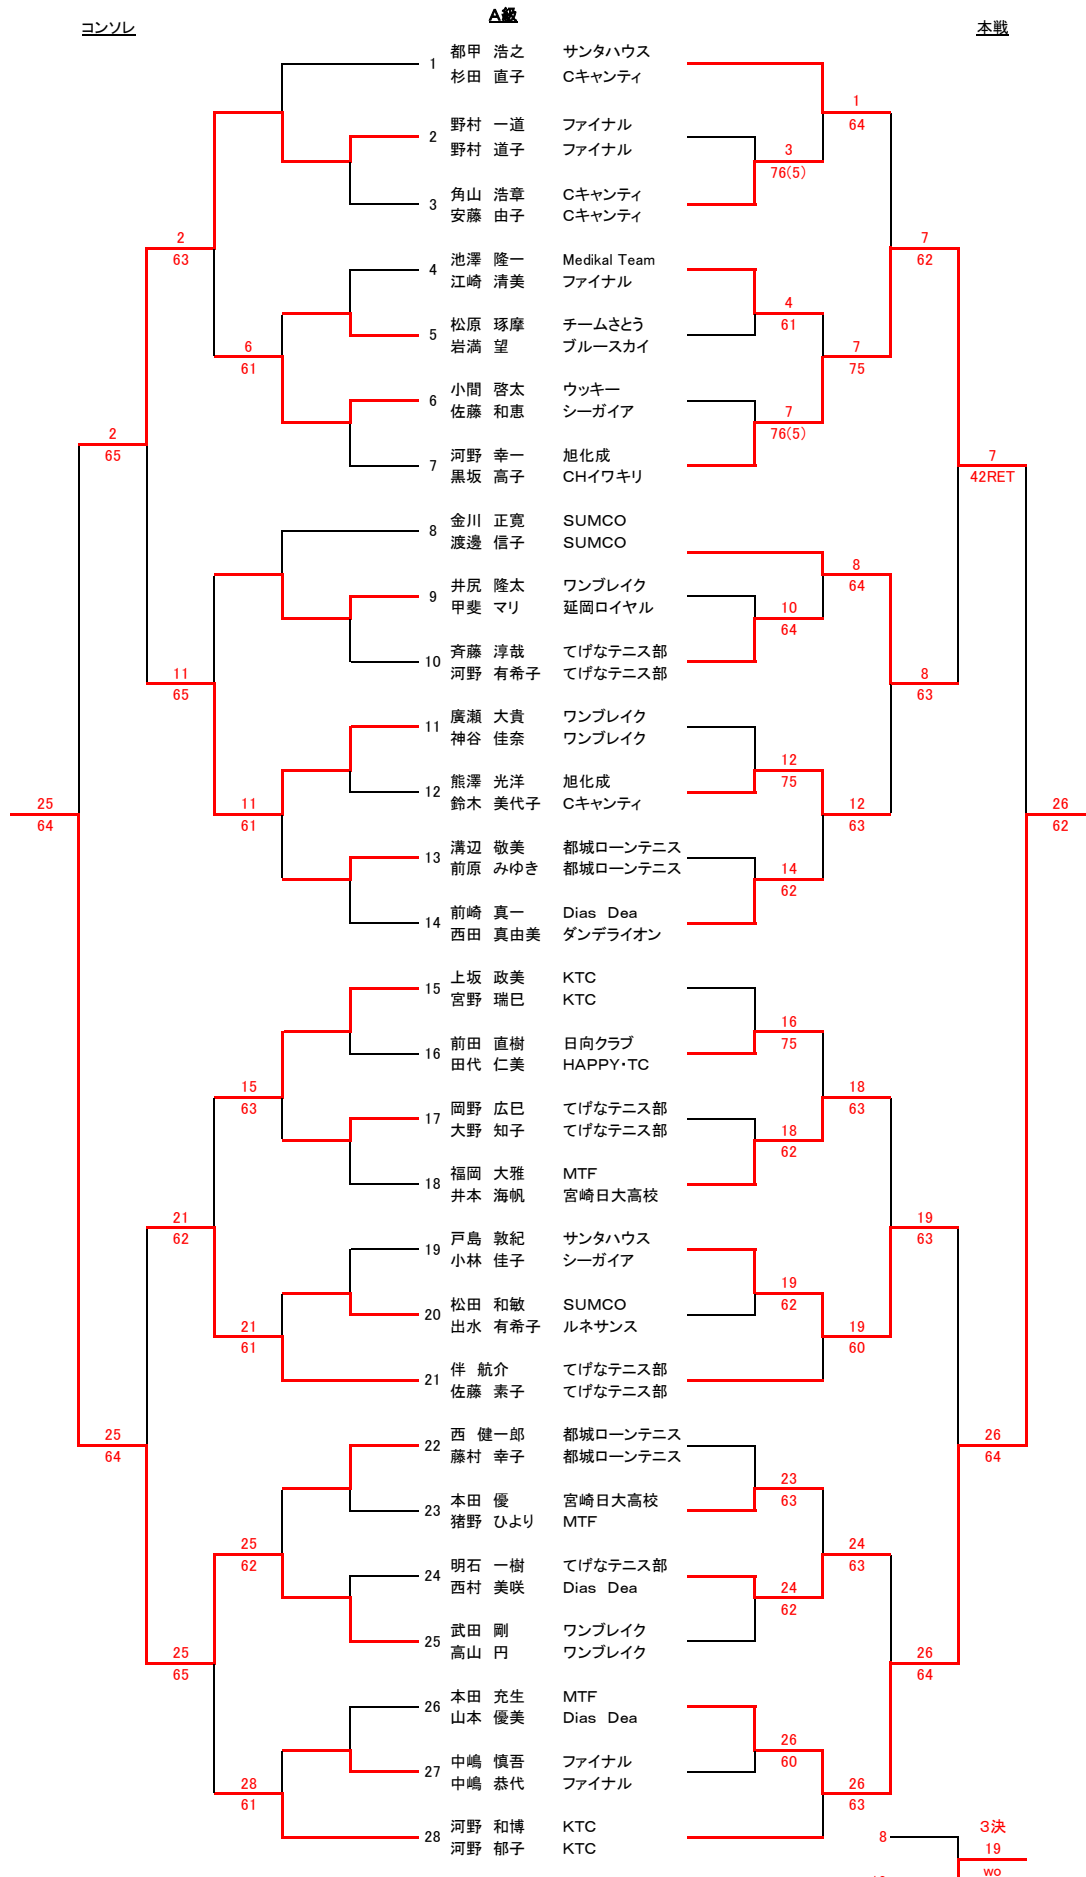 A級
コンソレ
本戦
1 都甲 浩之 サンタハウス
杉田 直子 Cキャンティ
1
64
2 野村 一道 ファイナル
野村 道子 ファイナル
3
76(5)
3 角山 浩章 Cキャンティ
安藤 由子 Cキャンティ
2
63
7
62
4 池澤 隆一 Medikal Team
江崎 清美 ファイナル
4
61
5 松原 琢摩 チームさとう
岩満 望 ブルースカイ
6
61
7
75
6 小間 啓太 ウッキー
佐藤 和恵 シーガイア
7
76(5)
2
65
7 河野 幸一 旭化成
黒坂 高子 CHイワキリ
7
42RET
8 金川 正寛 SUMCO
渡邊 信子 SUMCO
8
64
9 井尻 隆太 ワンブレイク
甲斐 マリ 延岡ロイヤル
10
64
10 斉藤 淳哉 てげなテニス部
河野 有希子 てげなテニス部
11
65
8
63
11 廣瀬 大貴 ワンブレイク
神谷 佳奈 ワンブレイク
12
75
12 熊澤 光洋 旭化成
鈴木 美代子 Cキャンティ
25
64
11
61
12
63
26
62
13 溝辺 敬美 都城ローンテニス
前原 みゆき 都城ローンテニス
14
62
14 前崎 真一 Dias Dea
西田 真由美 ダンデライオン
15 上坂 政美 KTC
宮野 瑞巳 KTC
16
75
16 前田 直樹 日向クラブ
田代 仁美 HAPPY・TC
15
63
18
63
17 岡野 広巳 てげなテニス部
大野 知子 てげなテニス部
18
62
18 福岡 大雅 MTF
井本 海帆 宮崎日大高校
21
62
19
63
19 戸島 敦紀 サンタハウス
小林 佳子 シーガイア
19
62
20 松田 和敏 SUMCO
出水 有希子 ルネサンス
21
61
19
60
21 伴 航介 てげなテニス部
佐藤 素子 てげなテニス部
25
64
22 西 健一郎 都城ローンテニス
藤村 幸子 都城ローンテニス
26
64
23
63
23 本田 優 宮崎日大高校
猪野 ひより MTF
25
62
24
63
24 明石 一樹 てげなテニス部
西村 美咲 Dias Dea
24
62
25 武田 剛 ワンブレイク
高山 円 ワンブレイク
25
65
26
64
26 本田 充生 MTF
山本 優美 Dias Dea
26
60
27 中嶋 慎吾 ファイナル
中嶋 恭代 ファイナル
28
61
26
63
28 河野 和博 KTC
河野 郁子 KTC
3決
8
19
wo